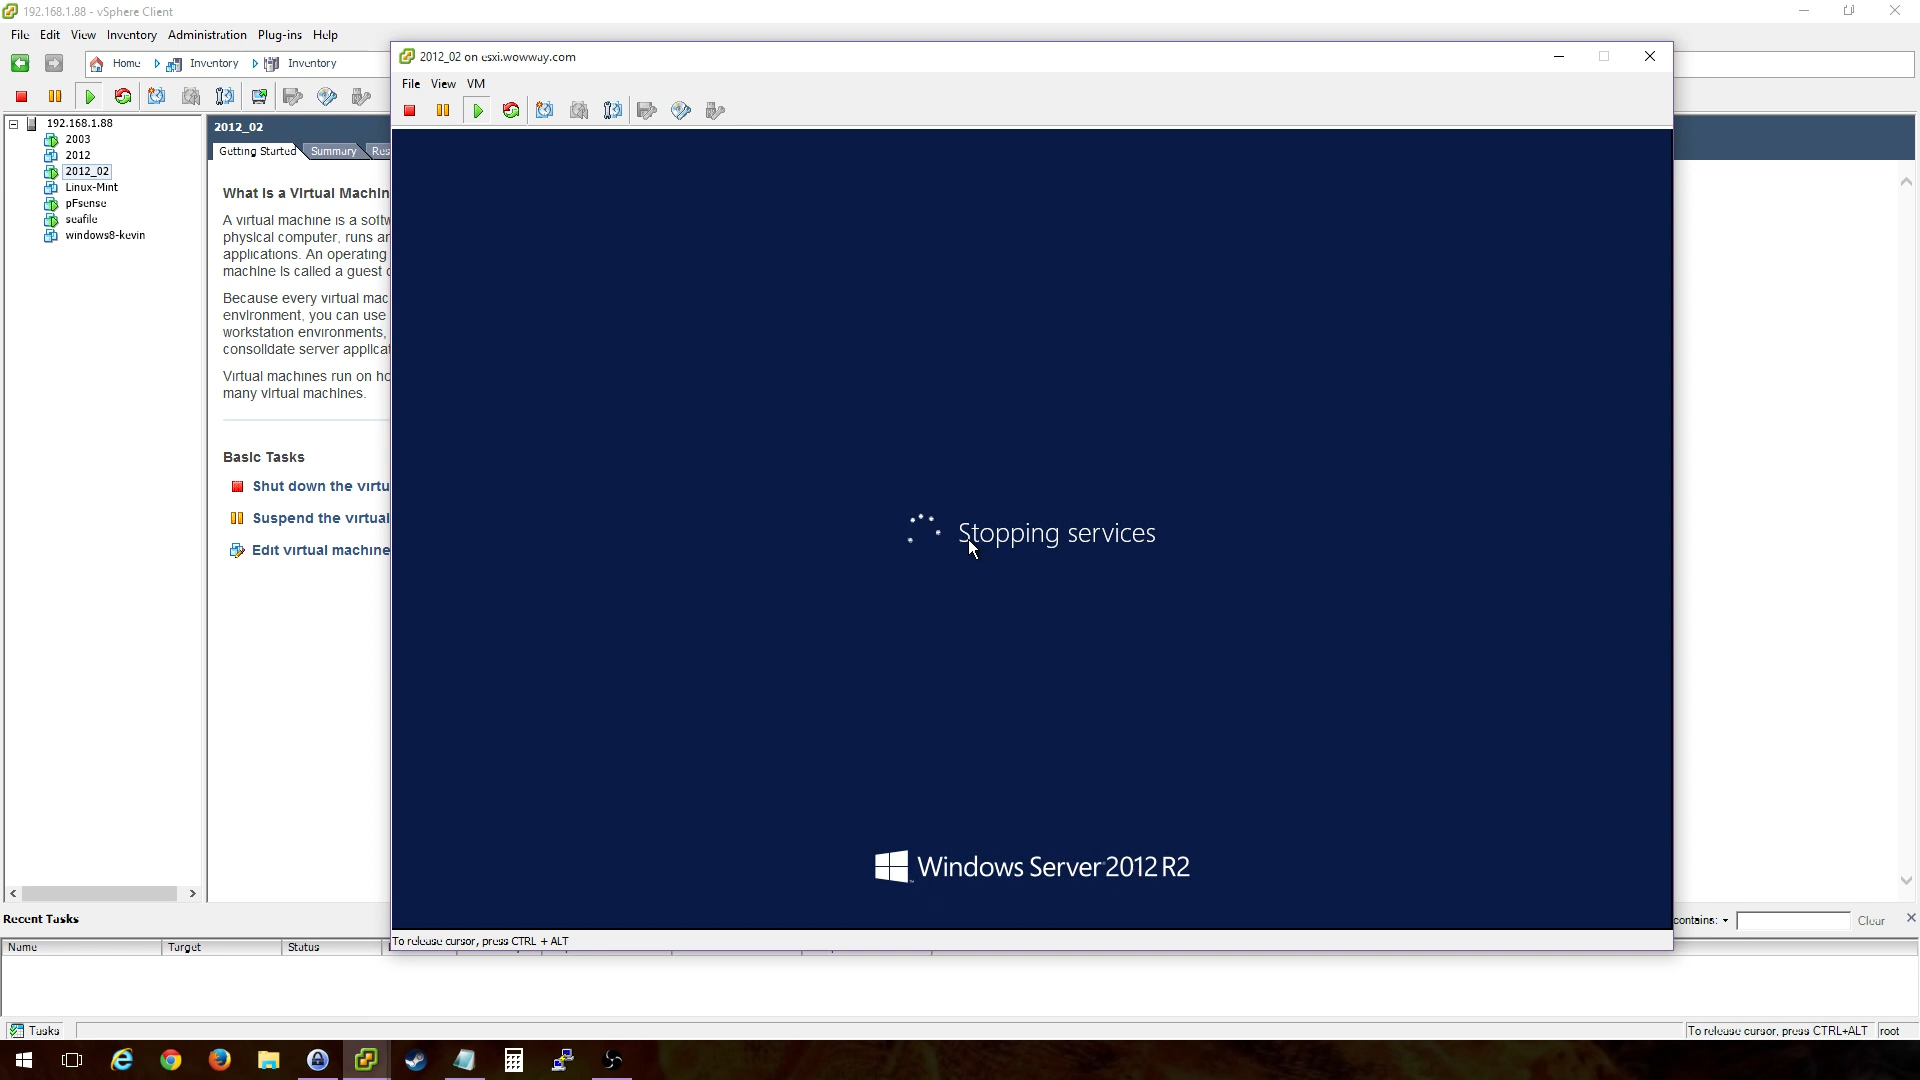 192.168.1.88 - vSphere Client
File Edit View Inventory Administration Plug-ins Help
Home Inventory Inventory
192.168.1.88
2003
2012
2012_02
Linux-Mint
pFsense
seafile
windows8-kevin
2012_02
Getting Started Summary Res
What is a Virtual Machin
A virtual machine is a softw
physical computer, runs an
applications. An operating
machine is called a guest o
Because every virtual mac
environment, you can use
workstation environments,
consolidate server applicat
Virtual machines run on ho
many virtual machines.
Basic Tasks
Shut down the virtu
Suspend the virtual
Edit virtual machine
2012_02 on esxi.wowway.com
File View VM
Stopping services
Windows Server 2012 R2
To release cursor, press CTRL + ALT
Recent Tasks
contains: Clear
Name Target Status
Tasks
To release cursor, press CTRL+ALT root